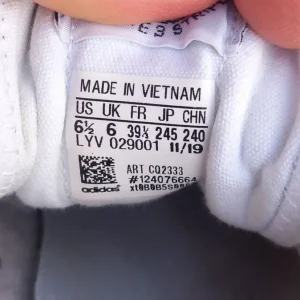 MADE IN VIETNAM
US UK FR JP CHN
6½ 6 39⅓ 245 240
LYV 029001 11/19
ART CQ2333
#124076664
adidas